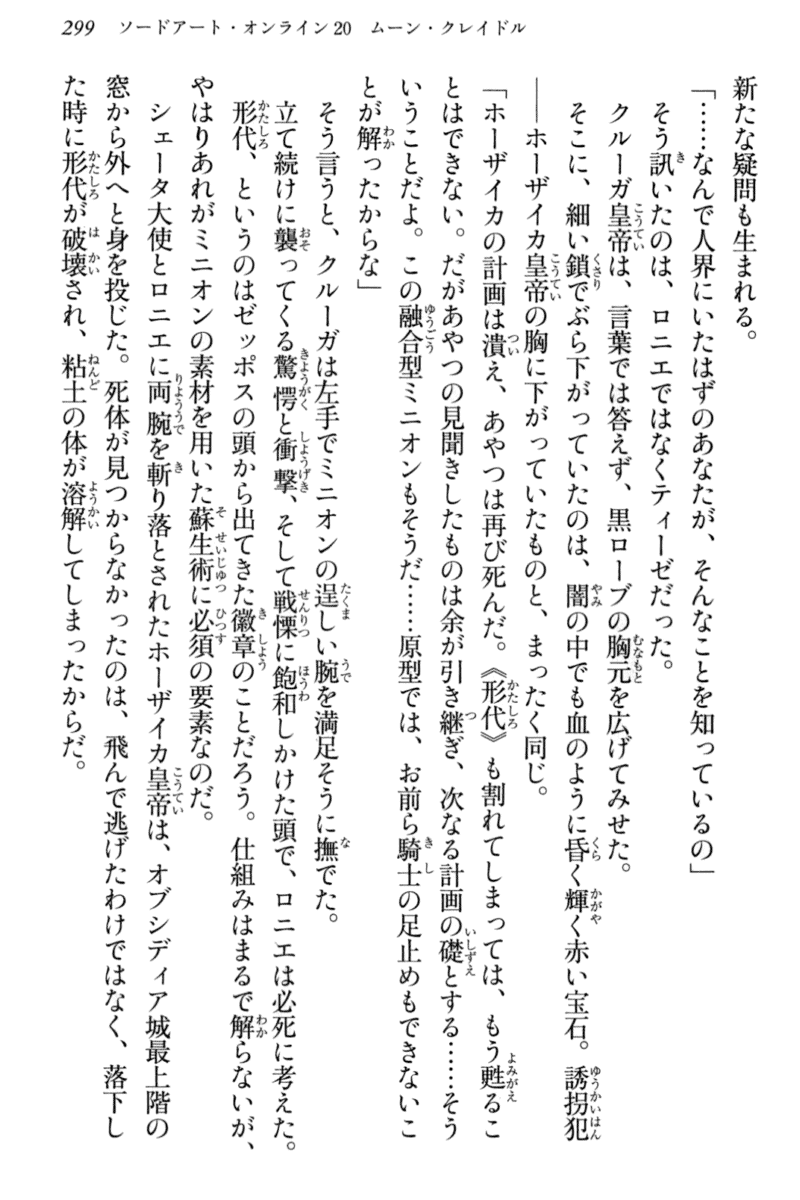 299　ソードアート・オンライン20　ムーン・クレイドル
新たな疑問も生まれる。
「……なんで人界にいたはずのあなたが、そんなことを知っているの」
そう訊いたのは、ロニエではなくティーゼだった。
クルーガ皇帝は、言葉では答えず、黒ローブの胸元を広げてみせた。
そこに、細い鎖でぶら下がっていたのは、闇の中でも血のように昏く輝く赤い宝石。誘拐犯
――ホーザイカ皇帝の胸に下がっていたものと、まったく同じ。
「ホーザイカの計画は潰え、あやつは再び死んだ。《形代》も割れてしまっては、もう甦るこ
とはできない。だがあやつの見聞きしたものは余が引き継ぎ、次なる計画の礎とする……そう
いうことだよ。この融合型ミニオンもそうだ……原型では、お前ら騎士の足止めもできないこ
とが解ったからな」
そう言うと、クルーガは左手でミニオンの逞しい腕を満足そうに撫でた。
立て続けに襲ってくる驚愕と衝撃、そして戦慄に飽和しかけた頭で、ロニエは必死に考えた。
形代、というのはゼッポスの頭から出てきた徽章のことだろう。仕組みはまるで解らないが、
やはりあれがミニオンの素材を用いた蘇生術に必須の要素なのだ。
シェータ大使とロニエに両腕を斬り落とされたホーザイカ皇帝は、オブシディア城最上階の
窓から外へと身を投じた。死体が見つからなかったのは、飛んで逃げたわけではなく、落下し
た時に形代が破壊され、粘土の体が溶解してしまったからだ。